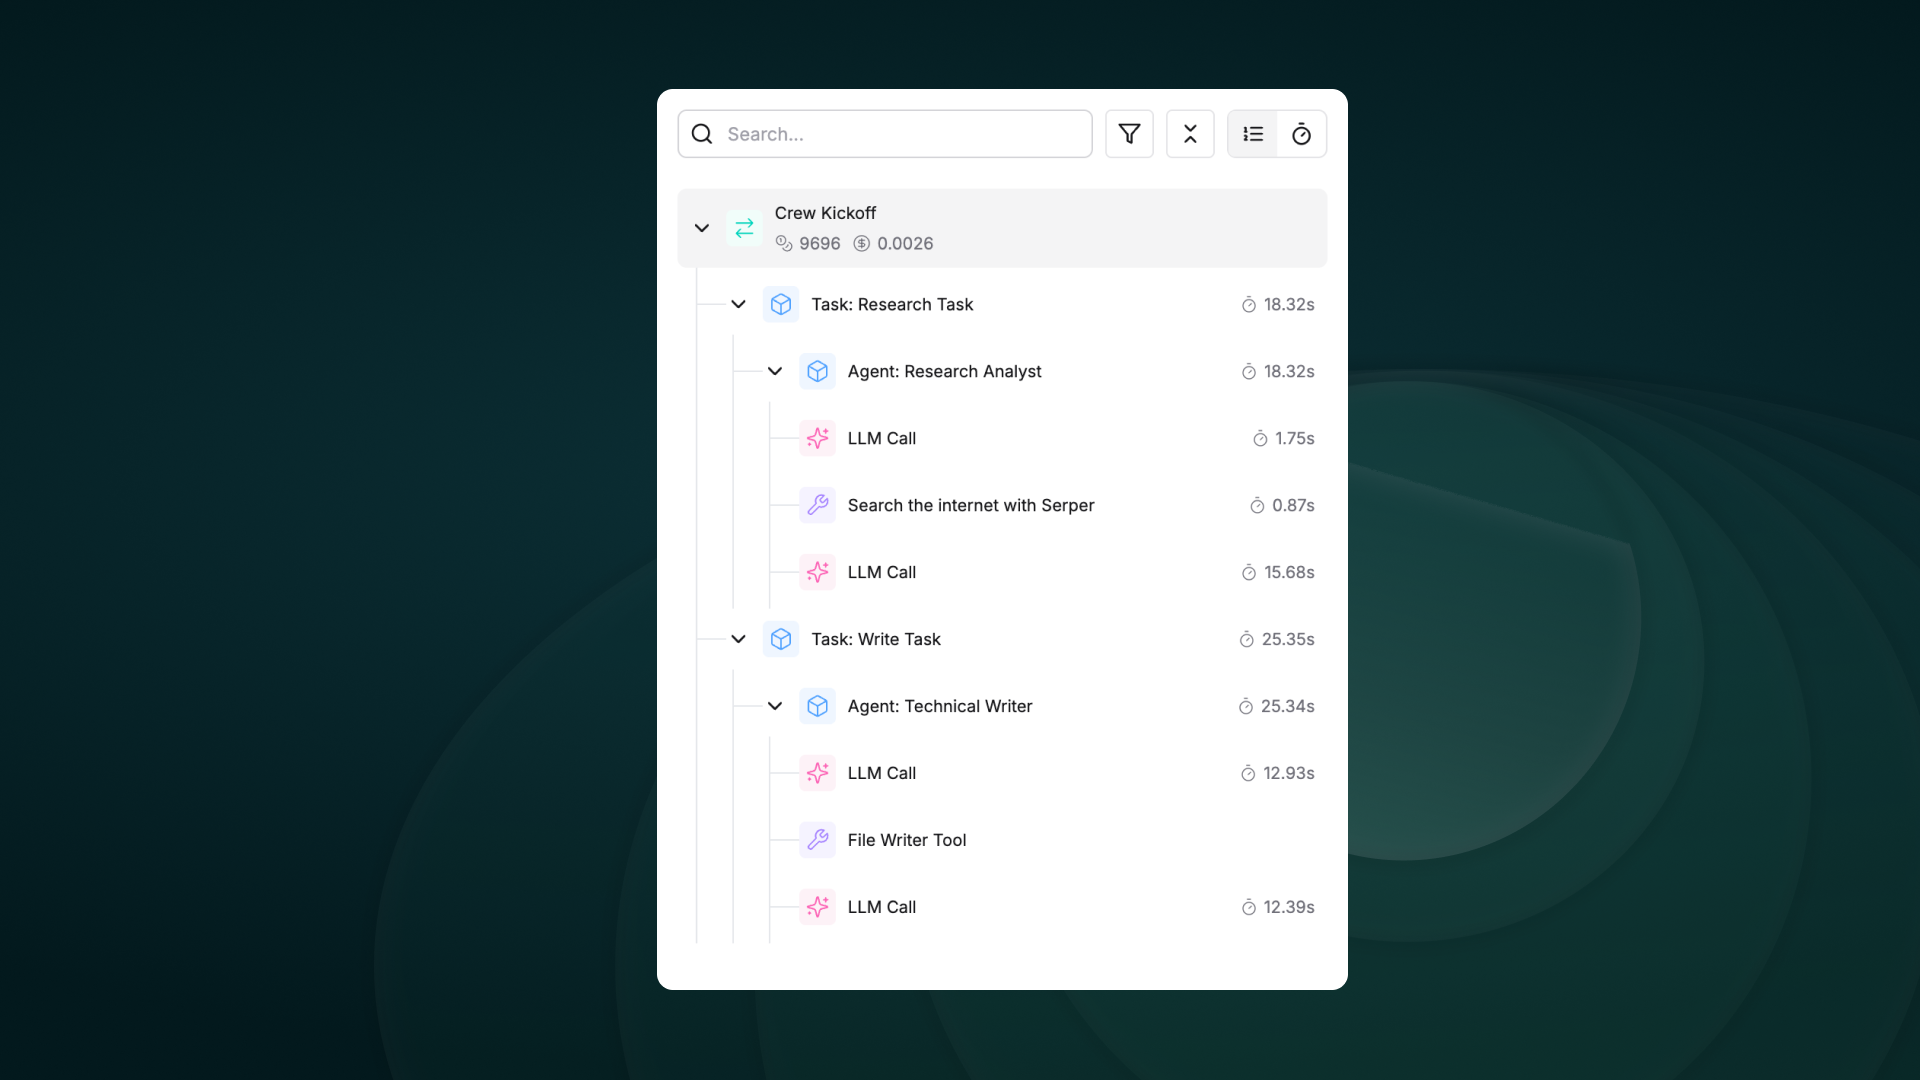 Search...
Crew Kickoff
9696 0.0026
Task: Research Task 18.32s
Agent: Research Analyst 18.32s
LLM Call 1.75s
Search the internet with Serper 0.87s
LLM Call 15.68s
Task: Write Task 25.35s
Agent: Technical Writer 25.34s
LLM Call 12.93s
File Writer Tool
LLM Call 12.39s